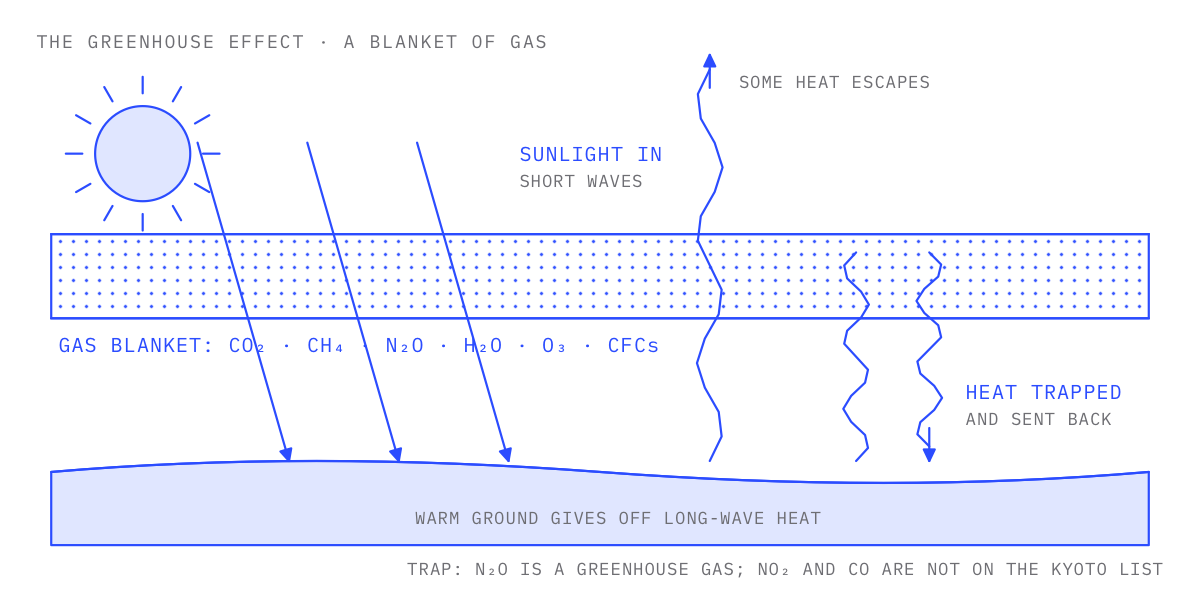 THE GREENHOUSE EFFECT · A BLANKET OF GAS
SOME HEAT ESCAPES
SUNLIGHT IN
SHORT WAVES
GAS BLANKET: CO₂ · CH₄ · N₂O · H₂O · O₃ · CFCs
HEAT TRAPPED
AND SENT BACK
WARM GROUND GIVES OFF LONG-WAVE HEAT
TRAP: N₂O IS A GREENHOUSE GAS; NO₂ AND CO ARE NOT ON THE KYOTO LIST